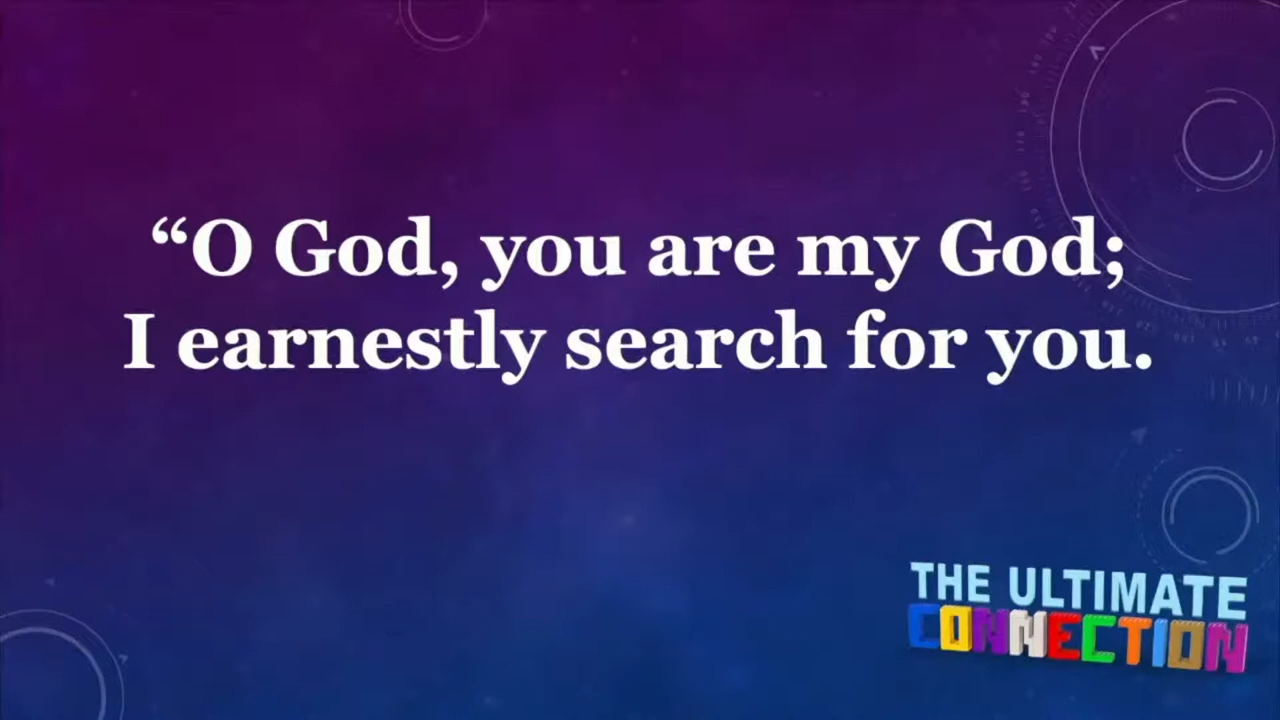 “O God, you are my God;
I earnestly search for you.
THE ULTIMATE
CONNECTION